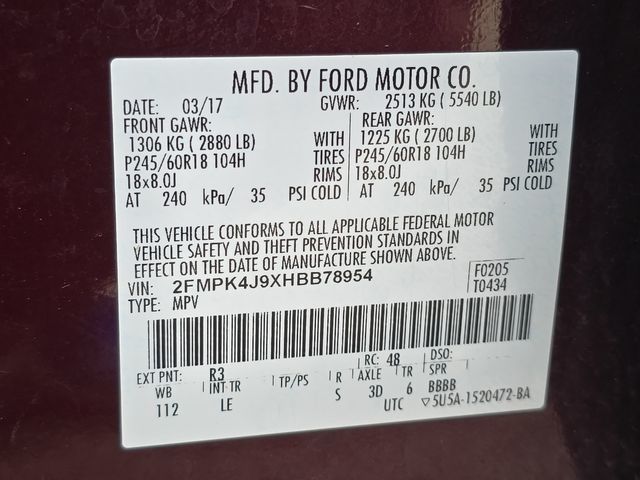 MFD. BY FORD MOTOR CO.
DATE: 03/17 GVWR: 2513 KG ( 5540 LB)
FRONT GAWR: REAR GAWR:
1306 KG ( 2880 LB) WITH 1225 KG ( 2700 LB) WITH
P245/60R18 104H TIRES P245/60R18 104H TIRES
18x8.0J RIMS 18x8.0J RIMS
AT 240 kPa/ 35 PSI COLD AT 240 kPa/ 35 PSI COLD
THIS VEHICLE CONFORMS TO ALL APPLICABLE FEDERAL MOTOR
VEHICLE SAFETY AND THEFT PREVENTION STANDARDS IN
EFFECT ON THE DATE OF MANUFACTURE SHOWN ABOVE.
VIN: 2FMPK4J9XHBB78954 F0205
TYPE: MPV T0434
EXT PNT: R3 RC: 48 DSO:
WB INT TR TP/PS R AXLE TR SPR
112 LE S 3D 6 BBBB
UTC ▽5U5A-1520472-BA